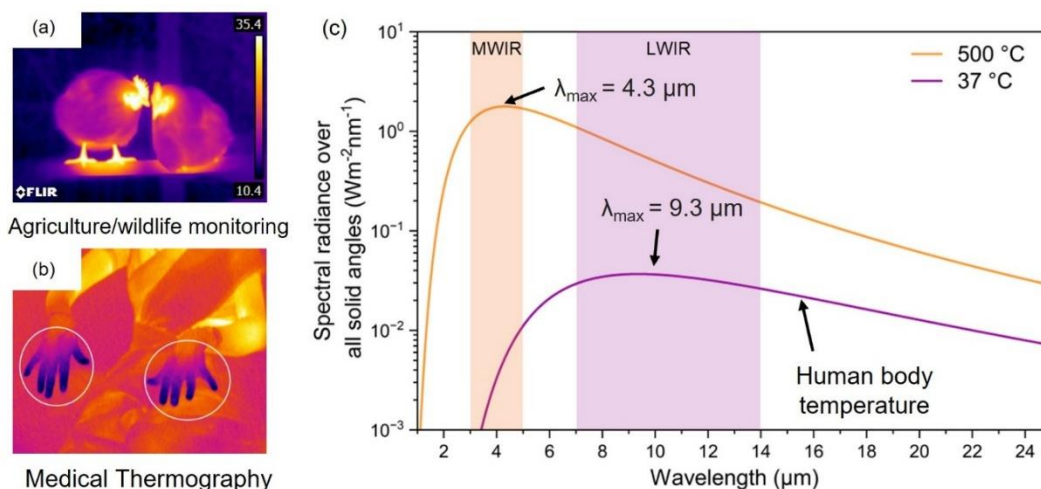 (a)
35.4
10.4
FLIR
Agriculture/wildlife monitoring
(b)
Medical Thermography
(c)
MWIR
LWIR
500 °C
37 °C
λmax = 4.3 μm
λmax = 9.3 μm
Human body
temperature
Spectral radiance over
all solid angles (Wm⁻²nm⁻¹)
10¹
10⁰
10⁻¹
10⁻²
10⁻³
2 4 6 8 10 12 14 16 18 20 22 24
Wavelength (μm)